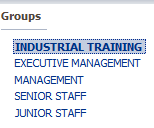 Groups
INDUSTRIAL TRAINING
EXECUTIVE MANAGEMENT
MANAGEMENT
SENIOR STAFF
JUNIOR STAFF